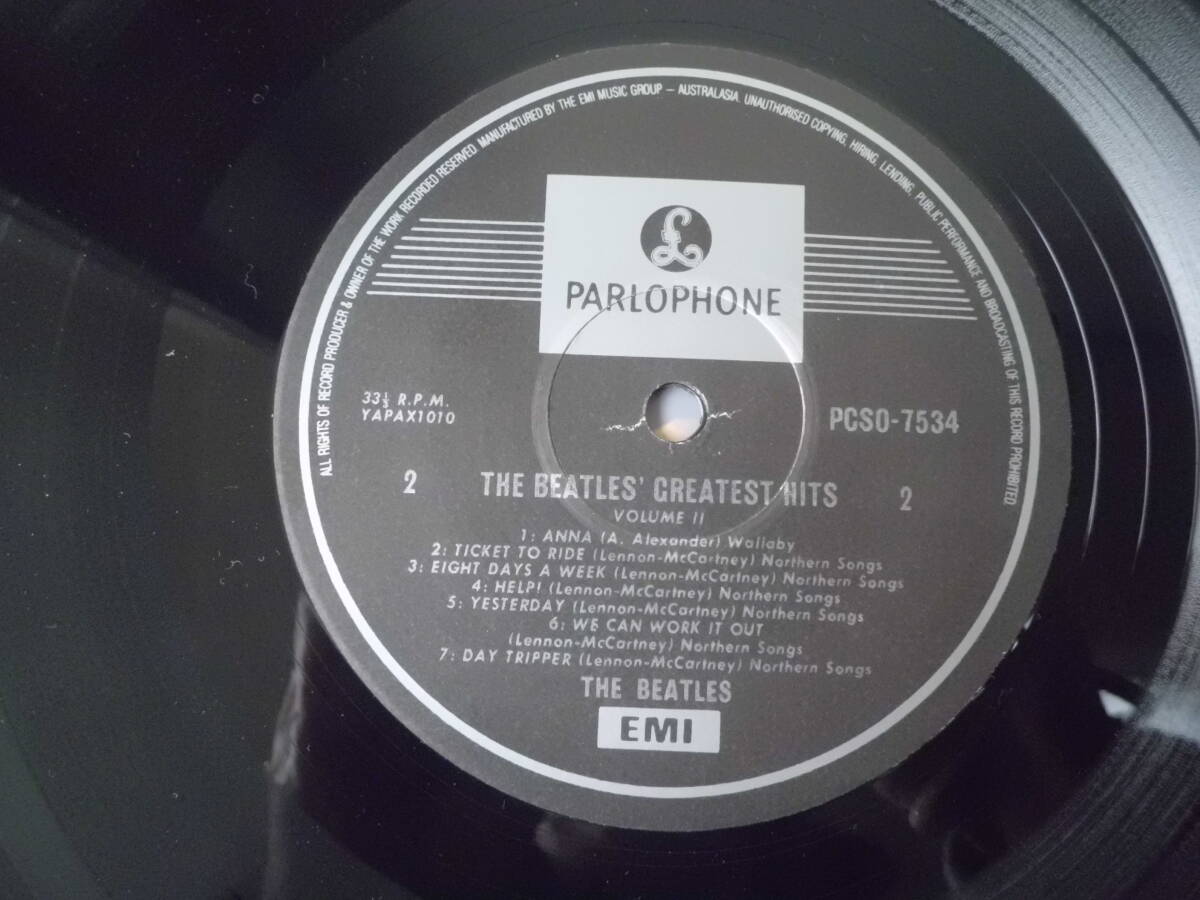 ALL RIGHTS OF RECORD PRODUCER & OWNER OF THE WORK RECORDED RESERVED. MANUFACTURED BY THE EMI MUSIC GROUP – AUSTRALASIA. UNAUTHORISED COPYING, HIRING, LENDING, PUBLIC PERFORMANCE AND BROADCASTING OF THIS RECORD PROHIBITED
£
PARLOPHONE
33⅓ R.P.M.
YAPAX1010
PCSO-7534
2 THE BEATLES' GREATEST HITS 2
VOLUME II
1: ANNA (A. Alexander) Wallaby
2: TICKET TO RIDE (Lennon-McCartney) Northern Songs
3: EIGHT DAYS A WEEK (Lennon-McCartney) Northern Songs
4: HELP! (Lennon-McCartney) Northern Songs
5: YESTERDAY (Lennon-McCartney) Northern Songs
6: WE CAN WORK IT OUT
(Lennon-McCartney) Northern Songs
7: DAY TRIPPER (Lennon-McCartney) Northern Songs
THE BEATLES
EMI